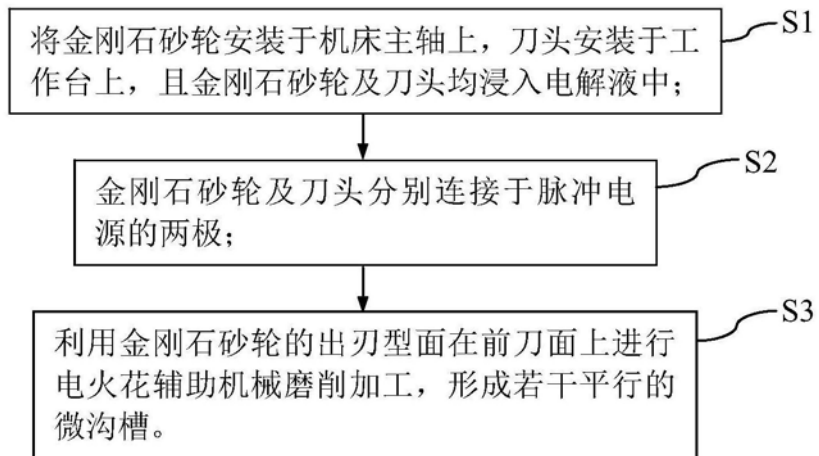 将金刚石砂轮安装于机床主轴上，刀头安装于工
作台上，且金刚石砂轮及刀头均浸入电解液中；
S1
金刚石砂轮及刀头分别连接于脉冲电
源的两极；
S2
利用金刚石砂轮的出刃型面在前刀面上进行
电火花辅助机械磨削加工，形成若干平行的
微沟槽。
S3